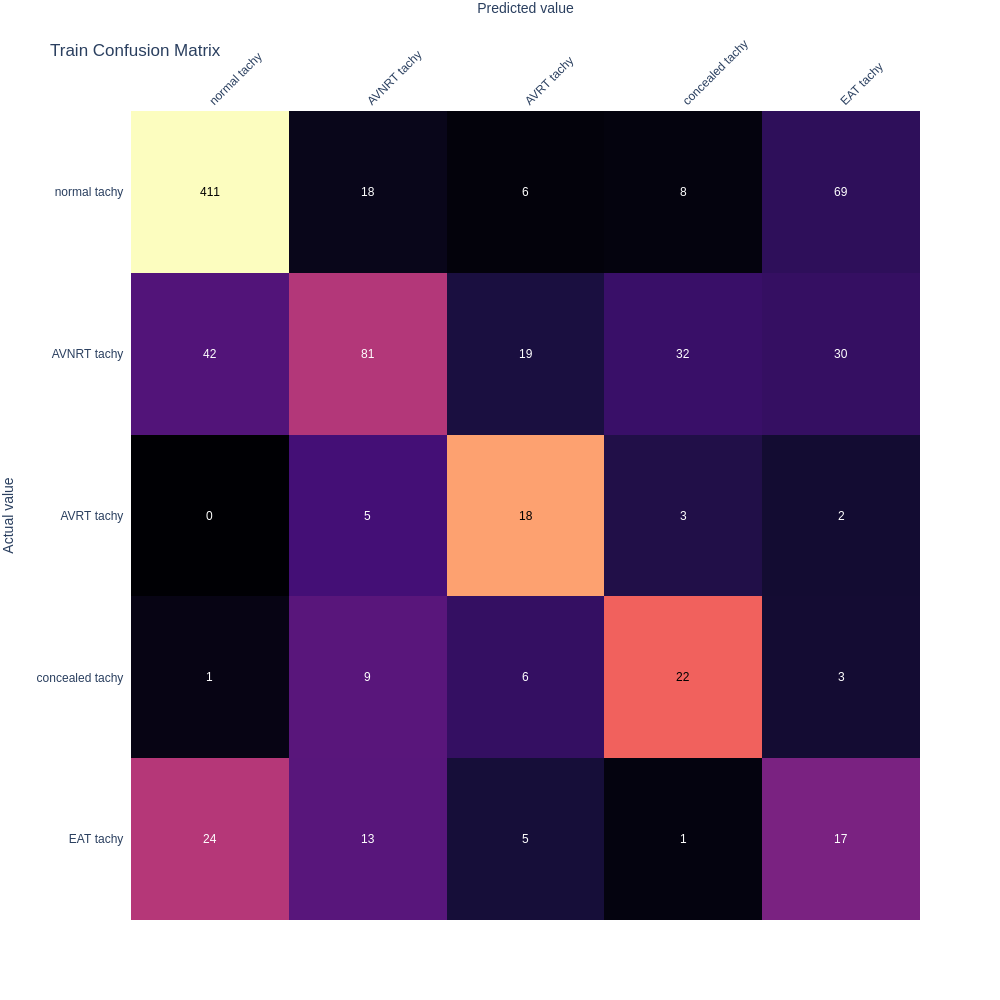 Predicted value
Train Confusion Matrix
normal tachy
AVNRT tachy
AVRT tachy
concealed tachy
EAT tachy
Actual value
normal tachy 411 18 6 8 69
AVNRT tachy 42 81 19 32 30
AVRT tachy 0 5 18 3 2
concealed tachy 1 9 6 22 3
EAT tachy 24 13 5 1 17